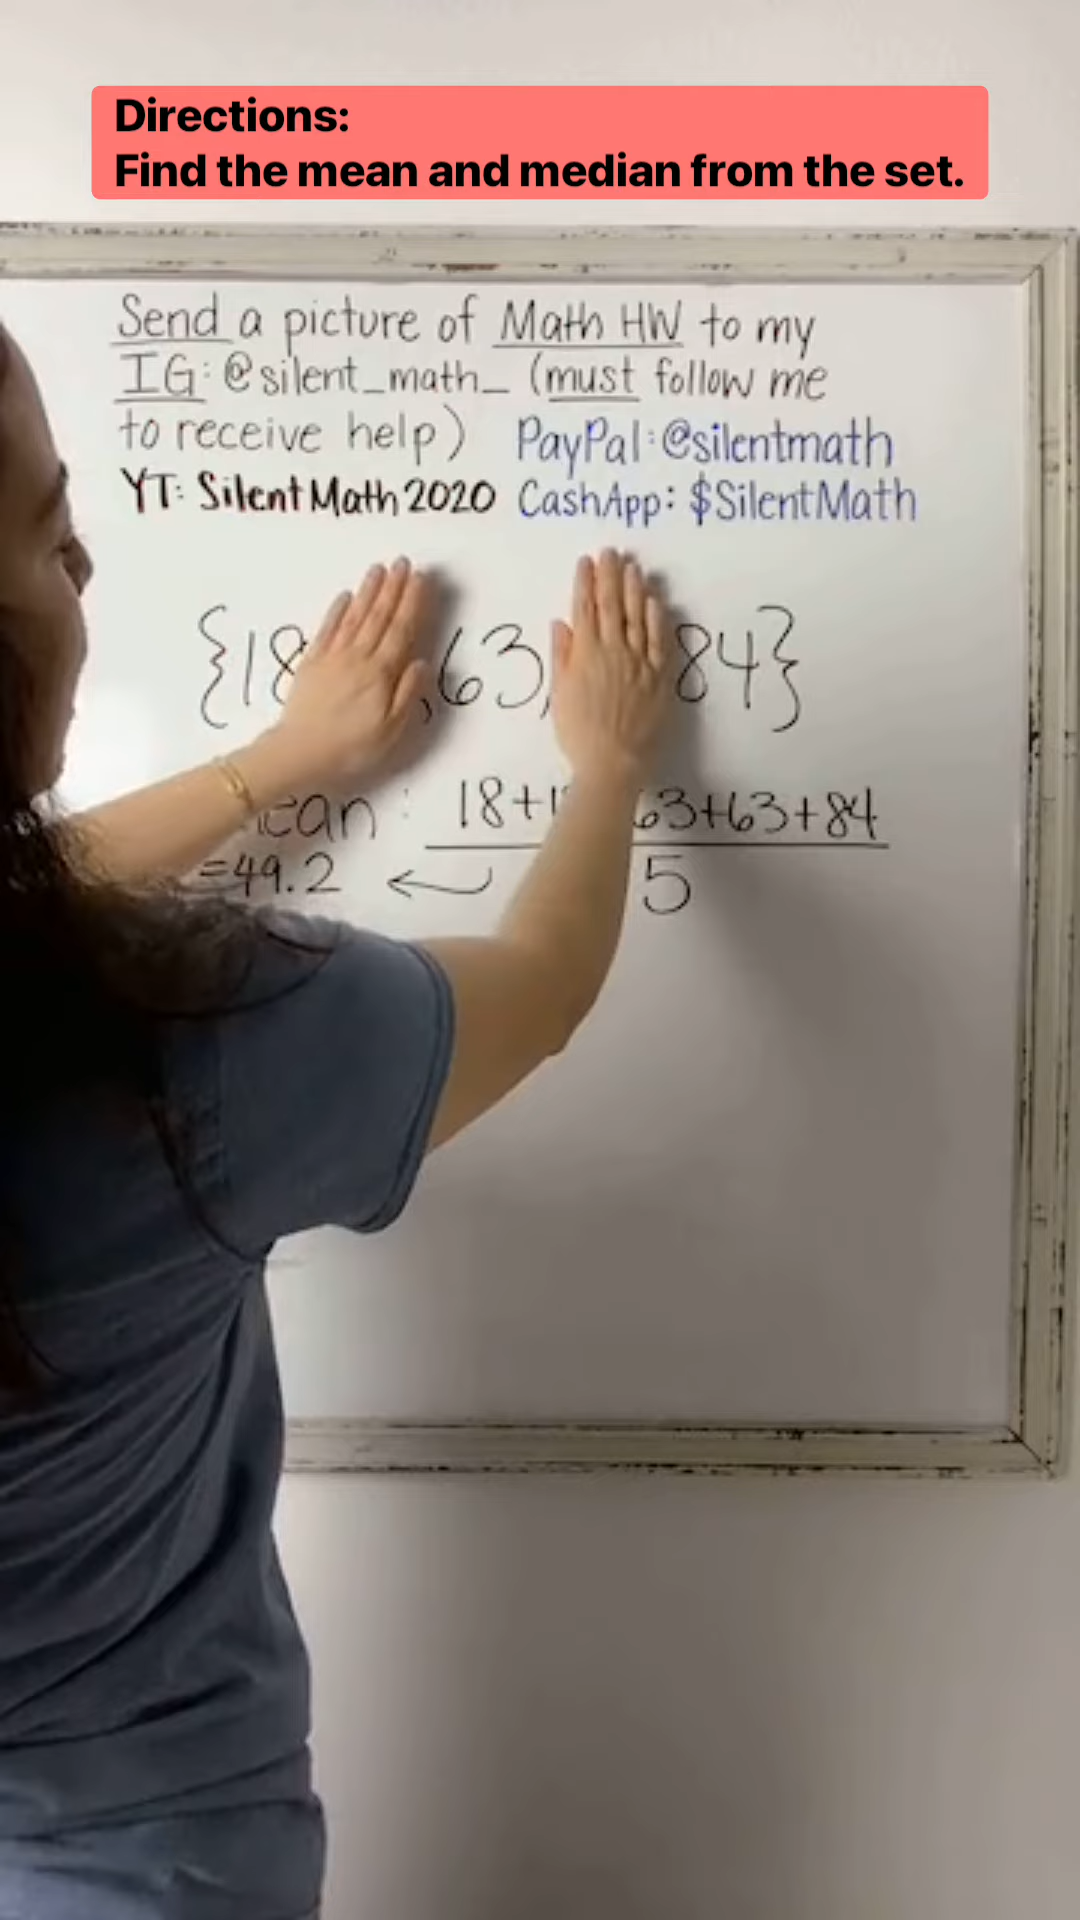 Directions:
Find the mean and median from the set.
Send a picture of Math HW to my
IG: @silent_math_ (must follow me
to receive help) PayPal: @silentmath
YT: SilentMath2020 CashApp: $SilentMath
{18 ,63, 84}
ean : 18+1 63+63+84
=49.2 ← 5